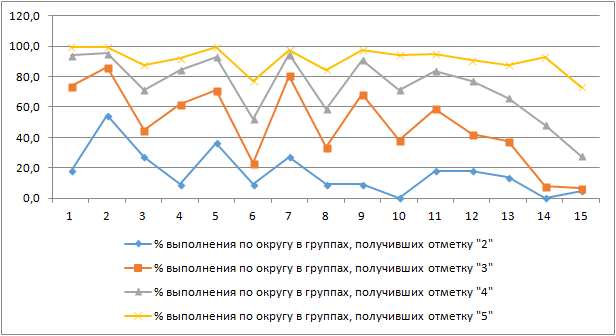 120,0
100,0
80,0
60,0
40,0
20,0
0,0
1 2 3 4 5 6 7 8 9 10 11 12 13 14 15
% выполнения по округу в группах, получивших отметку "2"
% выполнения по округу в группах, получивших отметку "3"
% выполнения по округу в группах, получивших отметку "4"
% выполнения по округу в группах, получивших отметку "5"